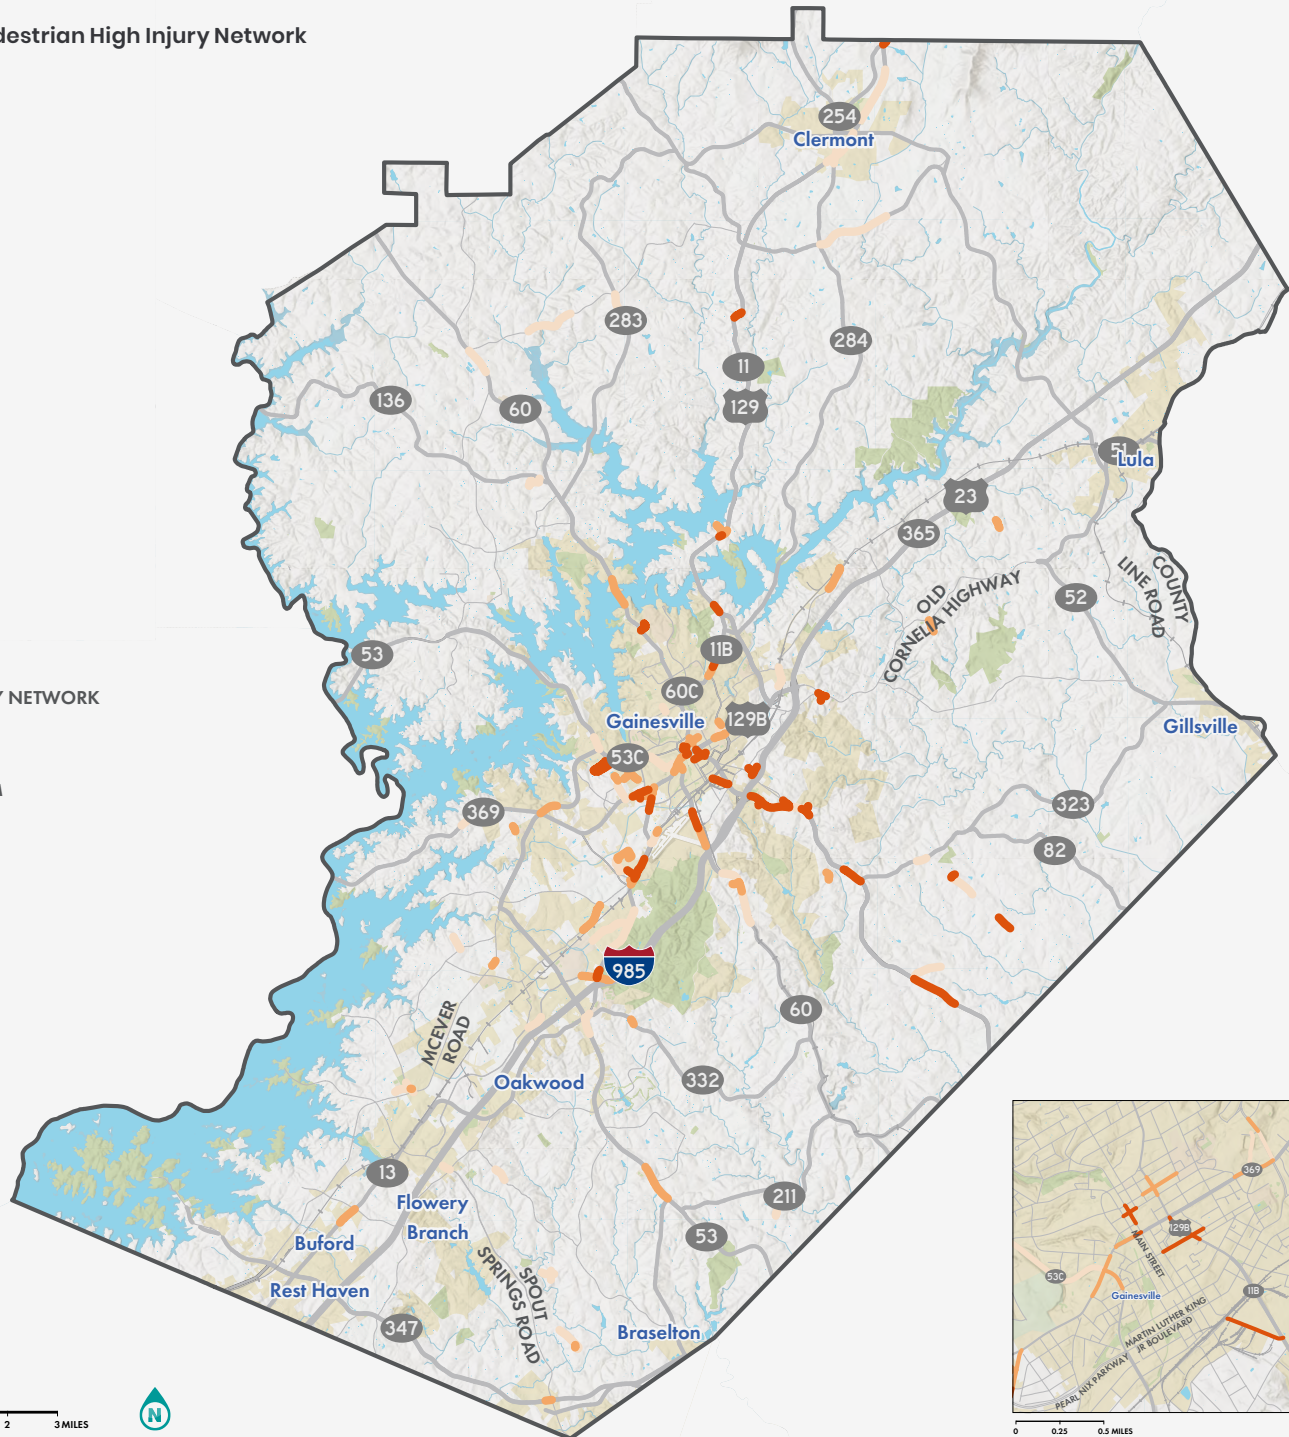 destrian High Injury Network
254
Clermont
283
11
284
129
136
60
51
Lula
23
365
COUNTY
LINE ROAD
OLD
CORNELIA HIGHWAY
52
53
11B
60C
Y NETWORK
Gainesville
129B
Gillsville
53C
369
323
82
985
60
MCEVER
ROAD
Oakwood
332
13
Flowery
Branch
211
Buford
53
SPOUT
SPRINGS ROAD
Rest Haven
347
Braselton
369
129B
MAIN STREET
53C
Gainesville
11B
MARTIN LUTHER KING
JR BOULEVARD
PEARL NIX PARKWAY
2 3 MILES
N
0 0.25 0.5 MILES